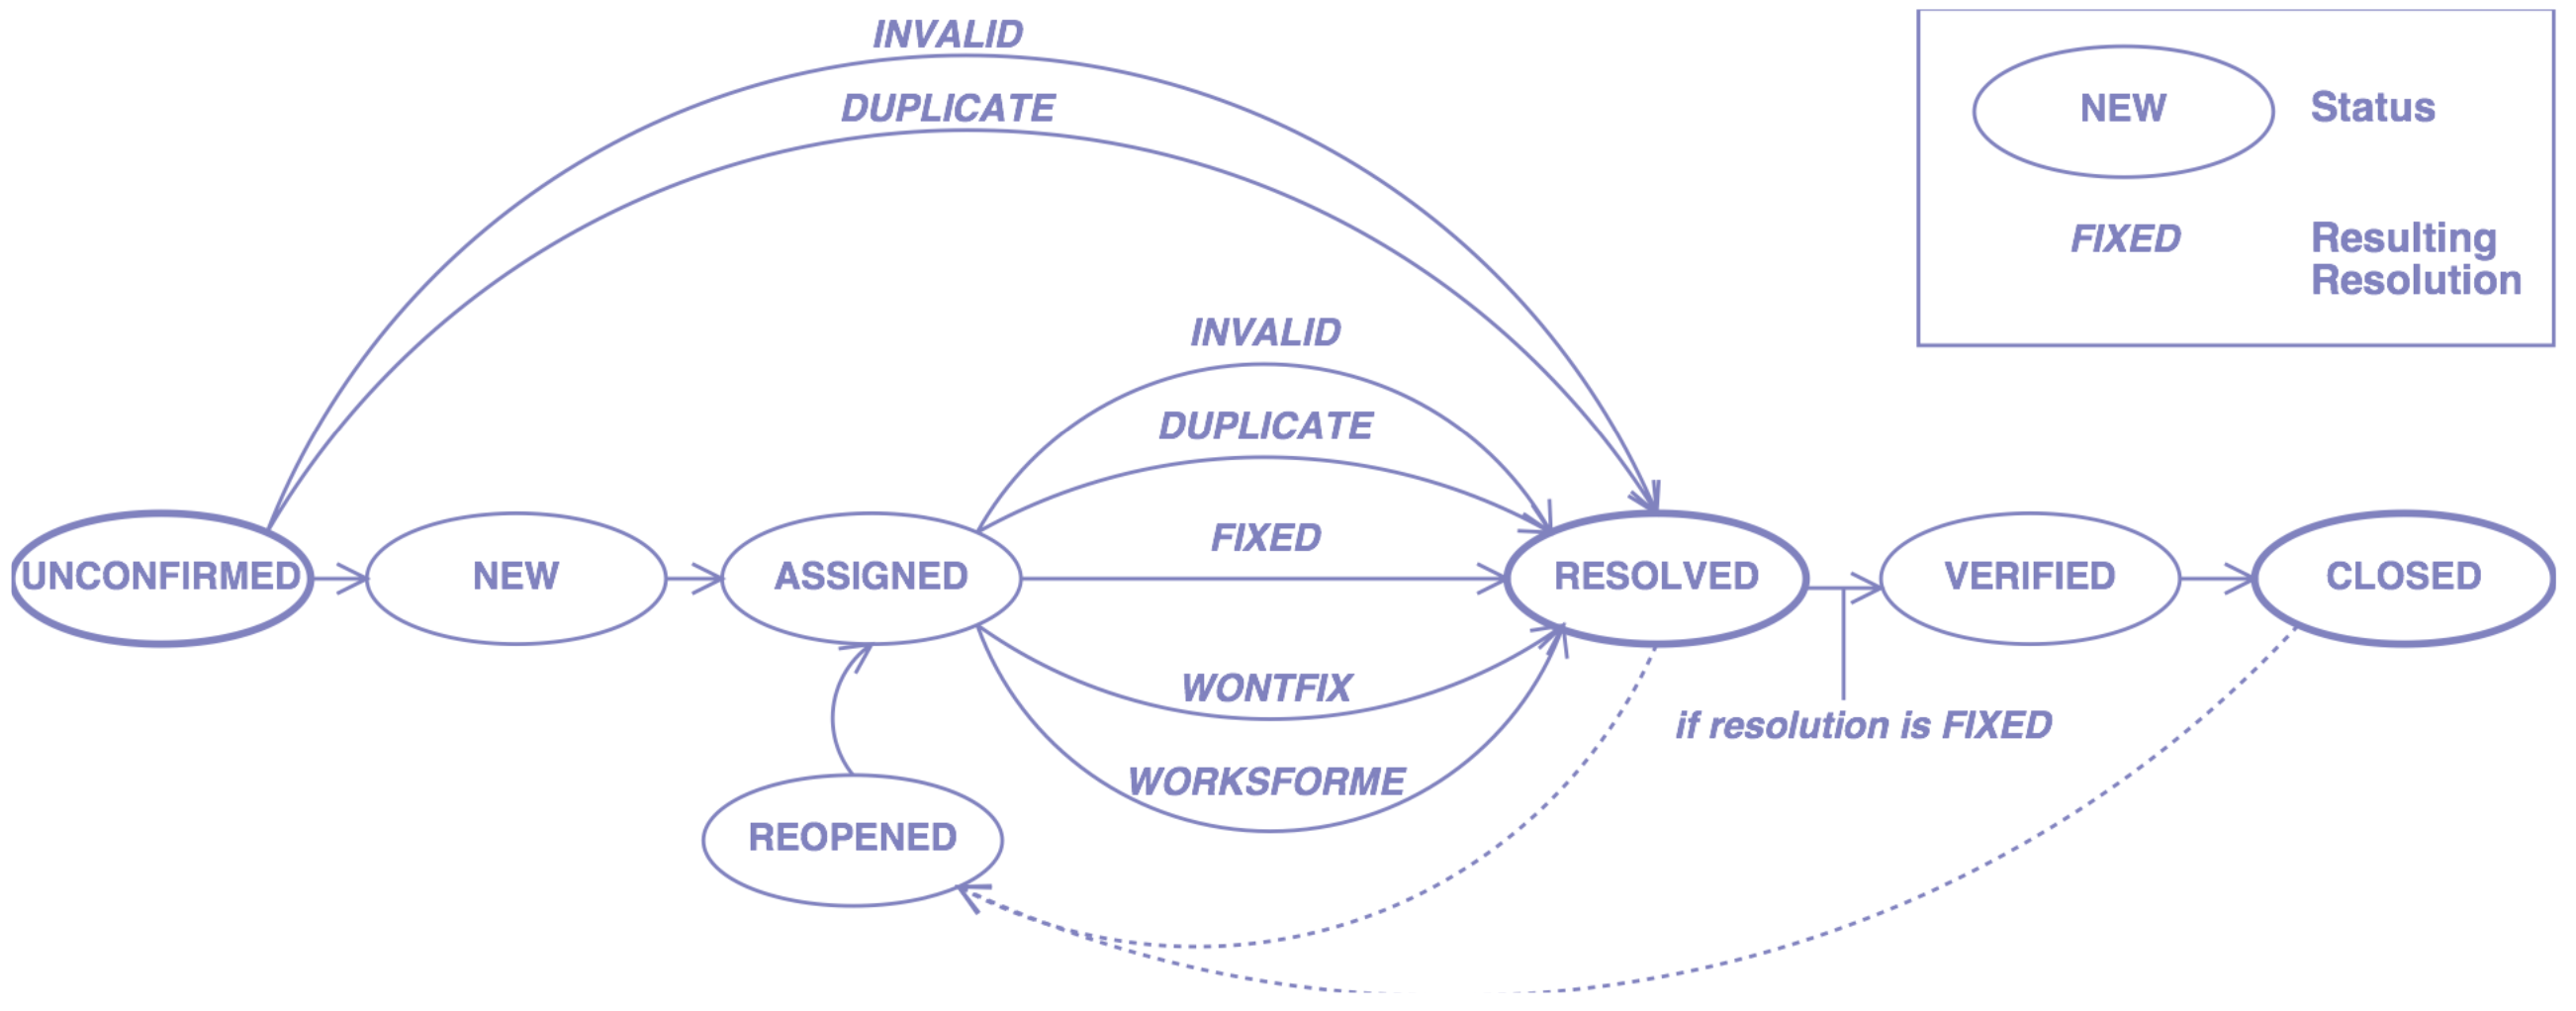 INVALID
DUPLICATE
NEW Status
FIXED Resulting
Resolution
INVALID
DUPLICATE
FIXED
UNCONFIRMED NEW ASSIGNED RESOLVED VERIFIED CLOSED
WONTFIX
if resolution is FIXED
WORKSFORME
REOPENED